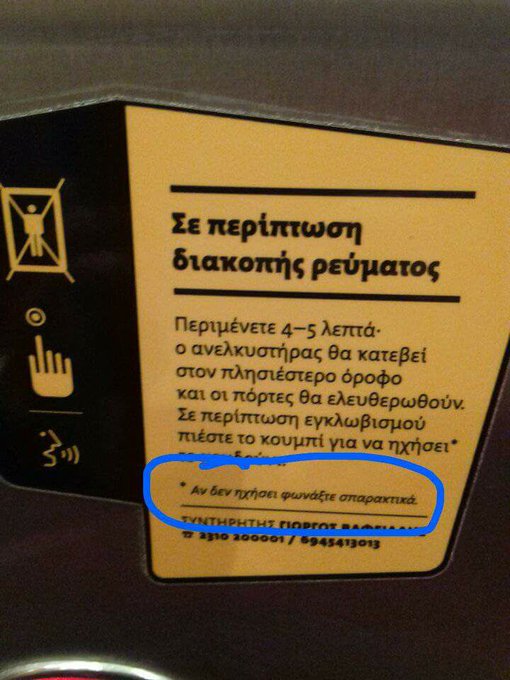 Σε περίπτωση
διακοπής ρεύματος
Περιμένετε 4–5 λεπτά·
ο ανελκυστήρας θα κατεβεί
στον πλησιέστερο όροφο
και οι πόρτες θα ελευθερωθούν.
Σε περίπτωση εγκλωβισμού
πιέστε το κουμπί για να ηχήσει*
* Αν δεν ηχήσει φωνάξτε σπαρακτικά.
ΣΥΝΤΗΡΗΤΗΣ ΓΙΩΡΓΟΣ
☎ 2310 200001 / 6945413013